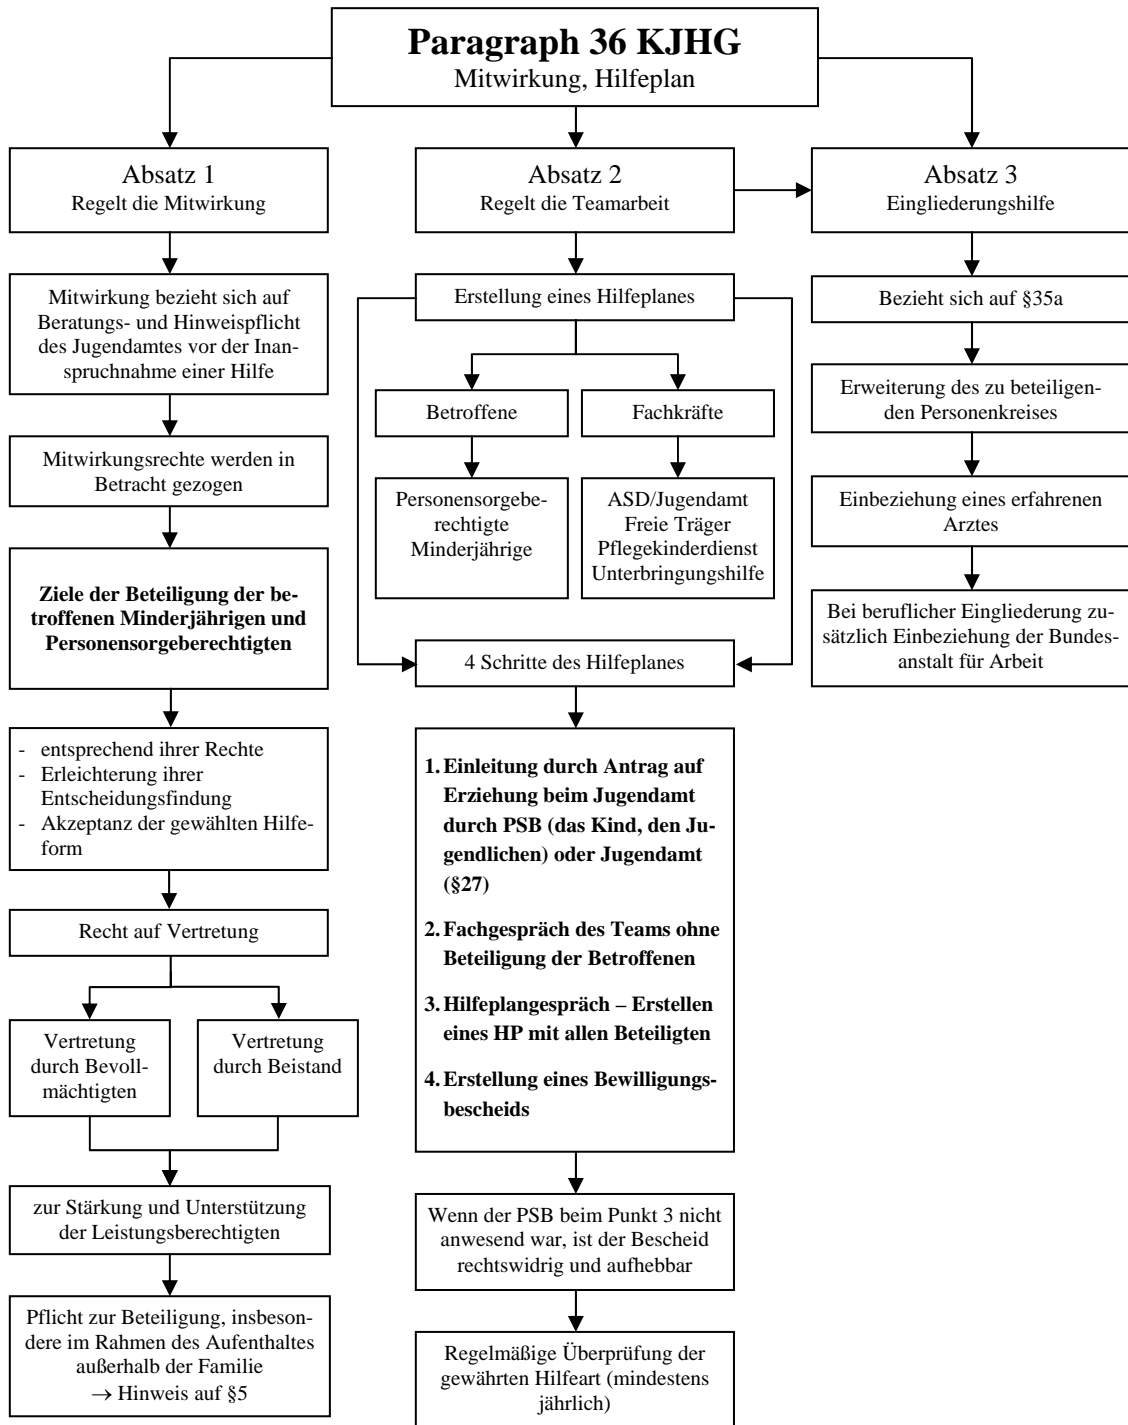 Paragraph 36 KJHG
Mitwirkung, Hilfeplan
Absatz 1
Regelt die Mitwirkung
Mitwirkung bezieht sich auf
Beratungs- und Hinweispflicht
des Jugendamtes vor der Inan-
spruchnahme einer Hilfe
Mitwirkungsrechte werden in
Betracht gezogen
Ziele der Beteiligung der be-
troffenen Minderjährigen und
Personensorgeberechtigten
- entsprechend ihrer Rechte
- Erleichterung ihrer
Entscheidungsfindung
- Akzeptanz der gewählten Hilfe-
form
Recht auf Vertretung
Vertretung
durch Bevoll-
mächtigten
Vertretung
durch Beistand
zur Stärkung und Unterstützung
der Leistungsberechtigten
Pflicht zur Beteiligung, insbeson-
dere im Rahmen des Aufenthaltes
außerhalb der Familie
→ Hinweis auf §5
Absatz 2
Regelt die Teamarbeit
Erstellung eines Hilfeplanes
Betroffene
Fachkräfte
Personensorgebe-
rechtigte
Minderjährige
ASD/Jugendamt
Freie Träger
Pflegekinderdienst
Unterbringungshilfe
4 Schritte des Hilfeplanes
1. Einleitung durch Antrag auf
Erziehung beim Jugendamt
durch PSB (das Kind, den Ju-
gendlichen) oder Jugendamt
(§27)
2. Fachgespräch des Teams ohne
Beteiligung der Betroffenen
3. Hilfeplangespräch – Erstellen
eines HP mit allen Beteiligten
4. Erstellung eines Bewilligungs-
bescheids
Wenn der PSB beim Punkt 3 nicht
anwesend war, ist der Bescheid
rechtswidrig und aufhebbar
Regelmäßige Überprüfung der
gewährten Hilfeart (mindestens
jährlich)
Absatz 3
Eingliederungshilfe
Bezieht sich auf §35a
Erweiterung des zu beteiligen-
den Personenkreises
Einbeziehung eines erfahrenen
Arztes
Bei beruflicher Eingliederung zu-
sätzlich Einbeziehung der Bundes-
anstalt für Arbeit